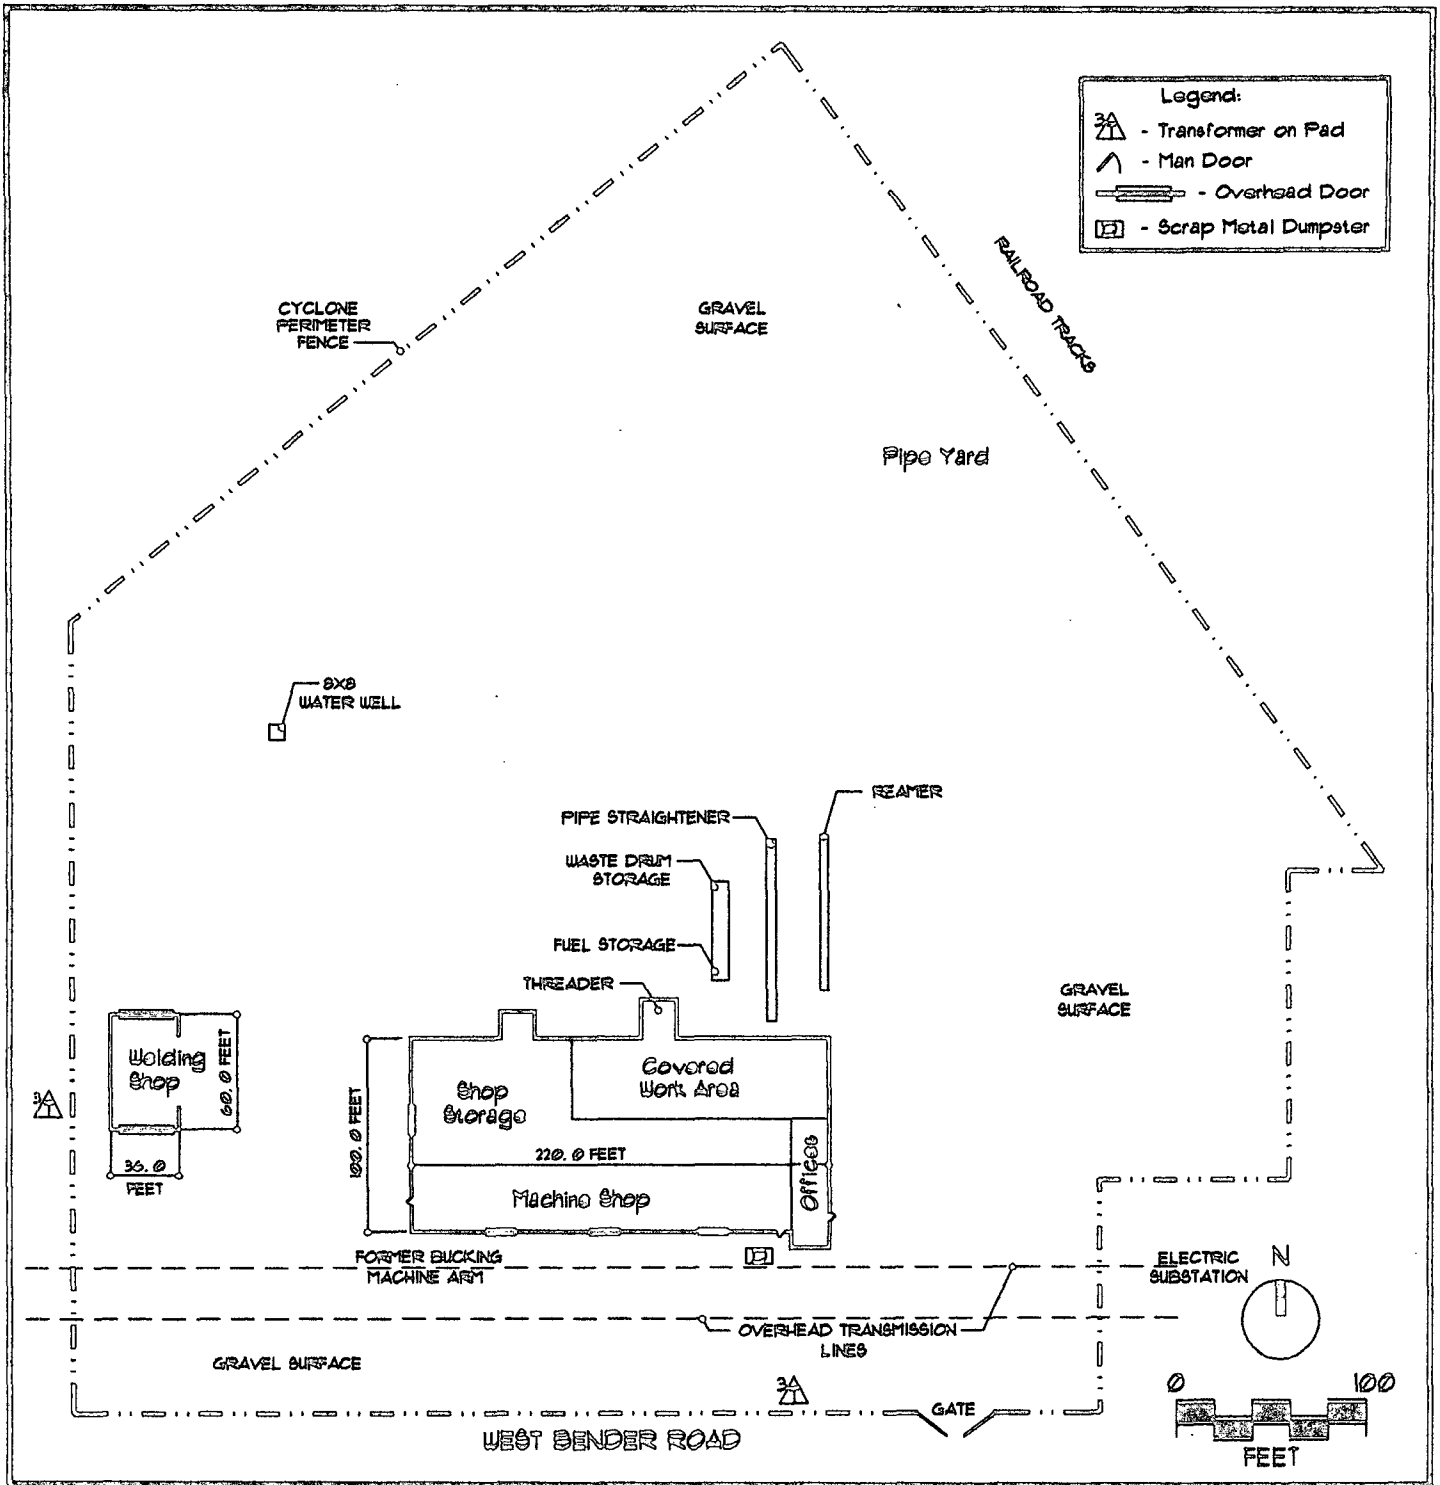 Legend:
3Ø T - Transformer on Pad
- Man Door
- Overhead Door
- Scrap Metal Dumpster
RAILROAD TRACKS
CYCLONE
PERIMETER
FENCE
GRAVEL
SURFACE
Pipe Yard
8X8
WATER WELL
REAMER
PIPE STRAIGHTENER
WASTE DRUM
STORAGE
FUEL STORAGE
THREADER
GRAVEL
SURFACE
Welding
Shop
60.0 FEET
36.0
FEET
100.0 FEET
Shop
Storage
Covered
Work Area
220.0 FEET
Offices
Machine Shop
FORMER BUCKING
MACHINE ARM
ELECTRIC
SUBSTATION
N
OVERHEAD TRANSMISSION
LINES
GRAVEL SURFACE
GATE
WEST BENDER ROAD
0 100
FEET